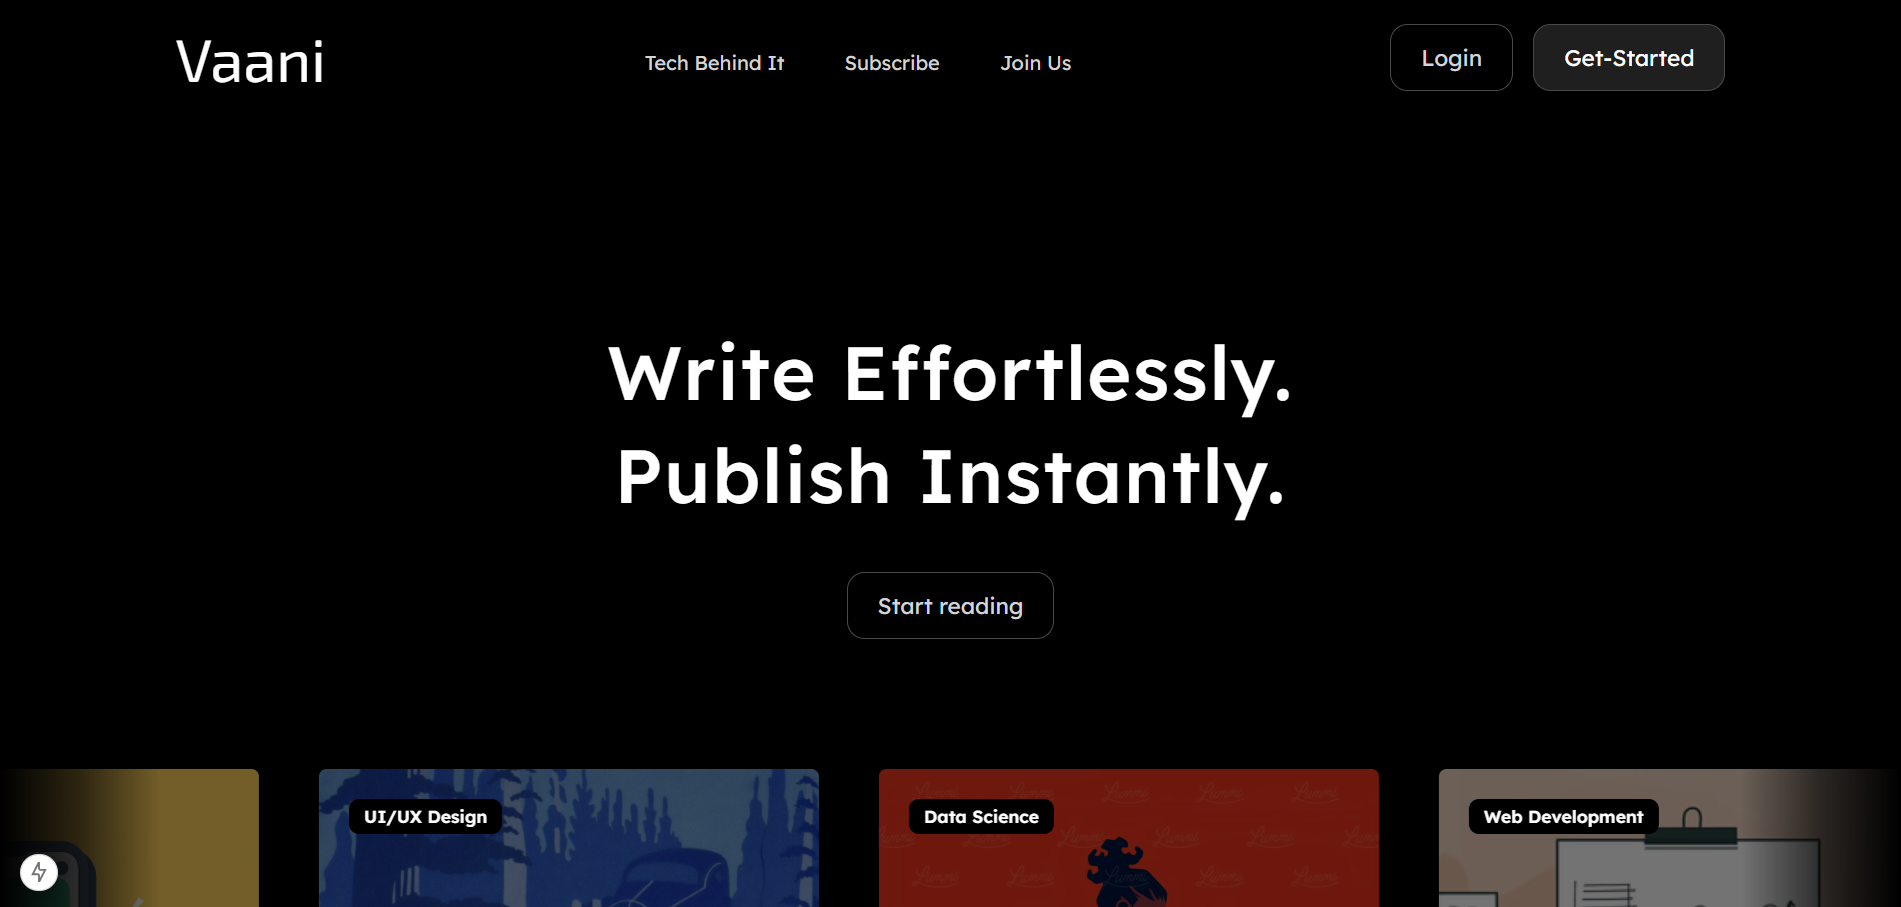 Vaani
Tech Behind It
Subscribe
Join Us
Login
Get-Started
Write Effortlessly.
Publish Instantly.
Start reading
UI/UX Design
Data Science
Web Development